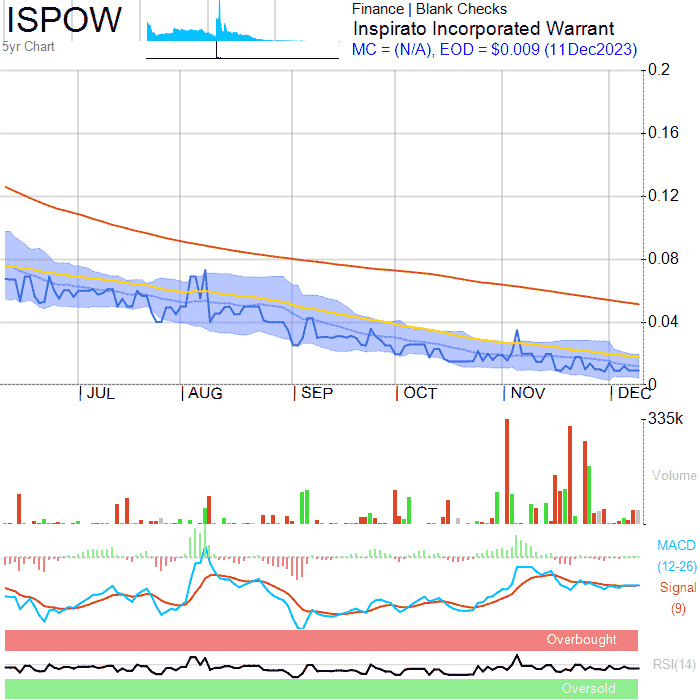 ISPOW
5yr Chart
Finance | Blank Checks
Inspirato Incorporated Warrant
MC = (N/A), EOD = $0.009 (11Dec2023)
0.2
0.16
0.12
0.08
0.04
0
JUL AUG SEP OCT NOV DEC
335k
Volume
MACD
(12-26)
Signal
(9)
Overbought
RSI(14)
Oversold